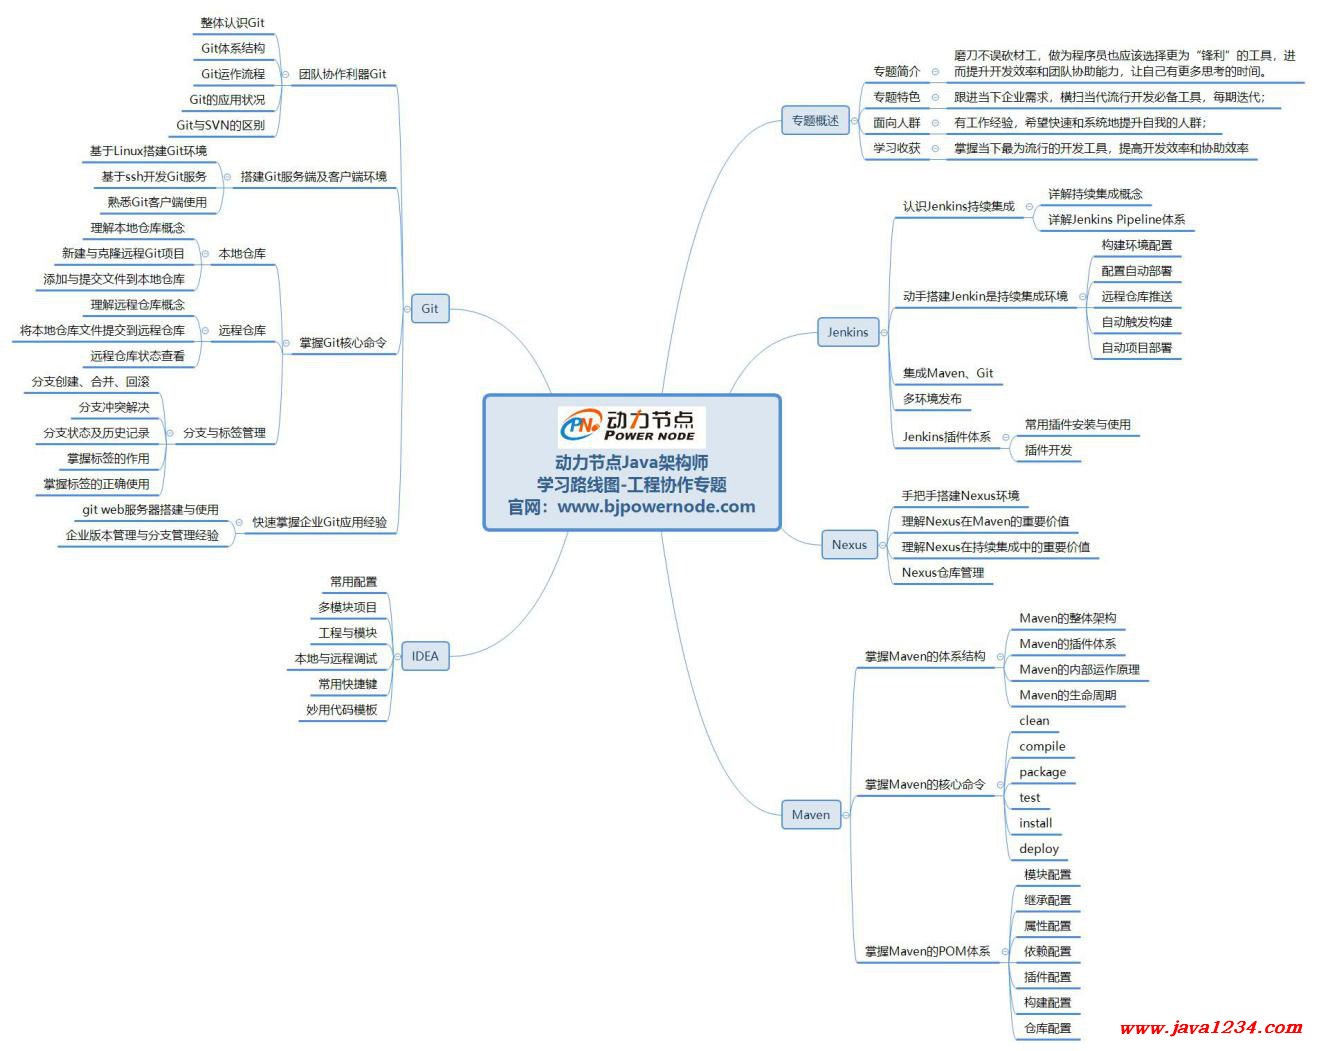 动力节点
POWER NODE
动力节点Java架构师
学习路线图-工程协作专题
官网：www.bjpowernode.com
专题概述
专题简介
磨刀不误砍材工，做为程序员也应该选择更为“锋利”的工具，进
而提升开发效率和团队协助能力，让自己有更多思考的时间。
专题特色
跟进当下企业需求，横扫当代流行开发必备工具，每期迭代；
面向人群
有工作经验，希望快速和系统地提升自我的人群；
学习收获
掌握当下最为流行的开发工具，提高开发效率和协助效率
Jenkins
认识Jenkins持续集成
详解持续集成概念
详解Jenkins Pipeline体系
动手搭建Jenkin是持续集成环境
构建环境配置
配置自动部署
远程仓库推送
自动触发构建
自动项目部署
集成Maven、Git
多环境发布
Jenkins插件体系
常用插件安装与使用
插件开发
Nexus
手把手搭建Nexus环境
理解Nexus在Maven的重要价值
理解Nexus在持续集成中的重要价值
Nexus仓库管理
Maven
掌握Maven的体系结构
Maven的整体架构
Maven的插件体系
Maven的内部运作原理
Maven的生命周期
掌握Maven的核心命令
clean
compile
package
test
install
deploy
掌握Maven的POM体系
模块配置
继承配置
属性配置
依赖配置
插件配置
构建配置
仓库配置
Git
团队协作利器Git
整体认识Git
Git体系结构
Git运作流程
Git的应用状况
Git与SVN的区别
搭建Git服务端及客户端环境
基于Linux搭建Git环境
基于ssh开发Git服务
熟悉Git客户端使用
掌握Git核心命令
本地仓库
理解本地仓库概念
新建与克隆远程Git项目
添加与提交文件到本地仓库
远程仓库
理解远程仓库概念
将本地仓库文件提交到远程仓库
远程仓库状态查看
分支与标签管理
分支创建、合并、回滚
分支冲突解决
分支状态及历史记录
掌握标签的作用
掌握标签的正确使用
快速掌握企业Git应用经验
git web服务器搭建与使用
企业版本管理与分支管理经验
IDEA
常用配置
多模块项目
工程与模块
本地与远程调试
常用快捷键
妙用代码模板
www.java1234.com